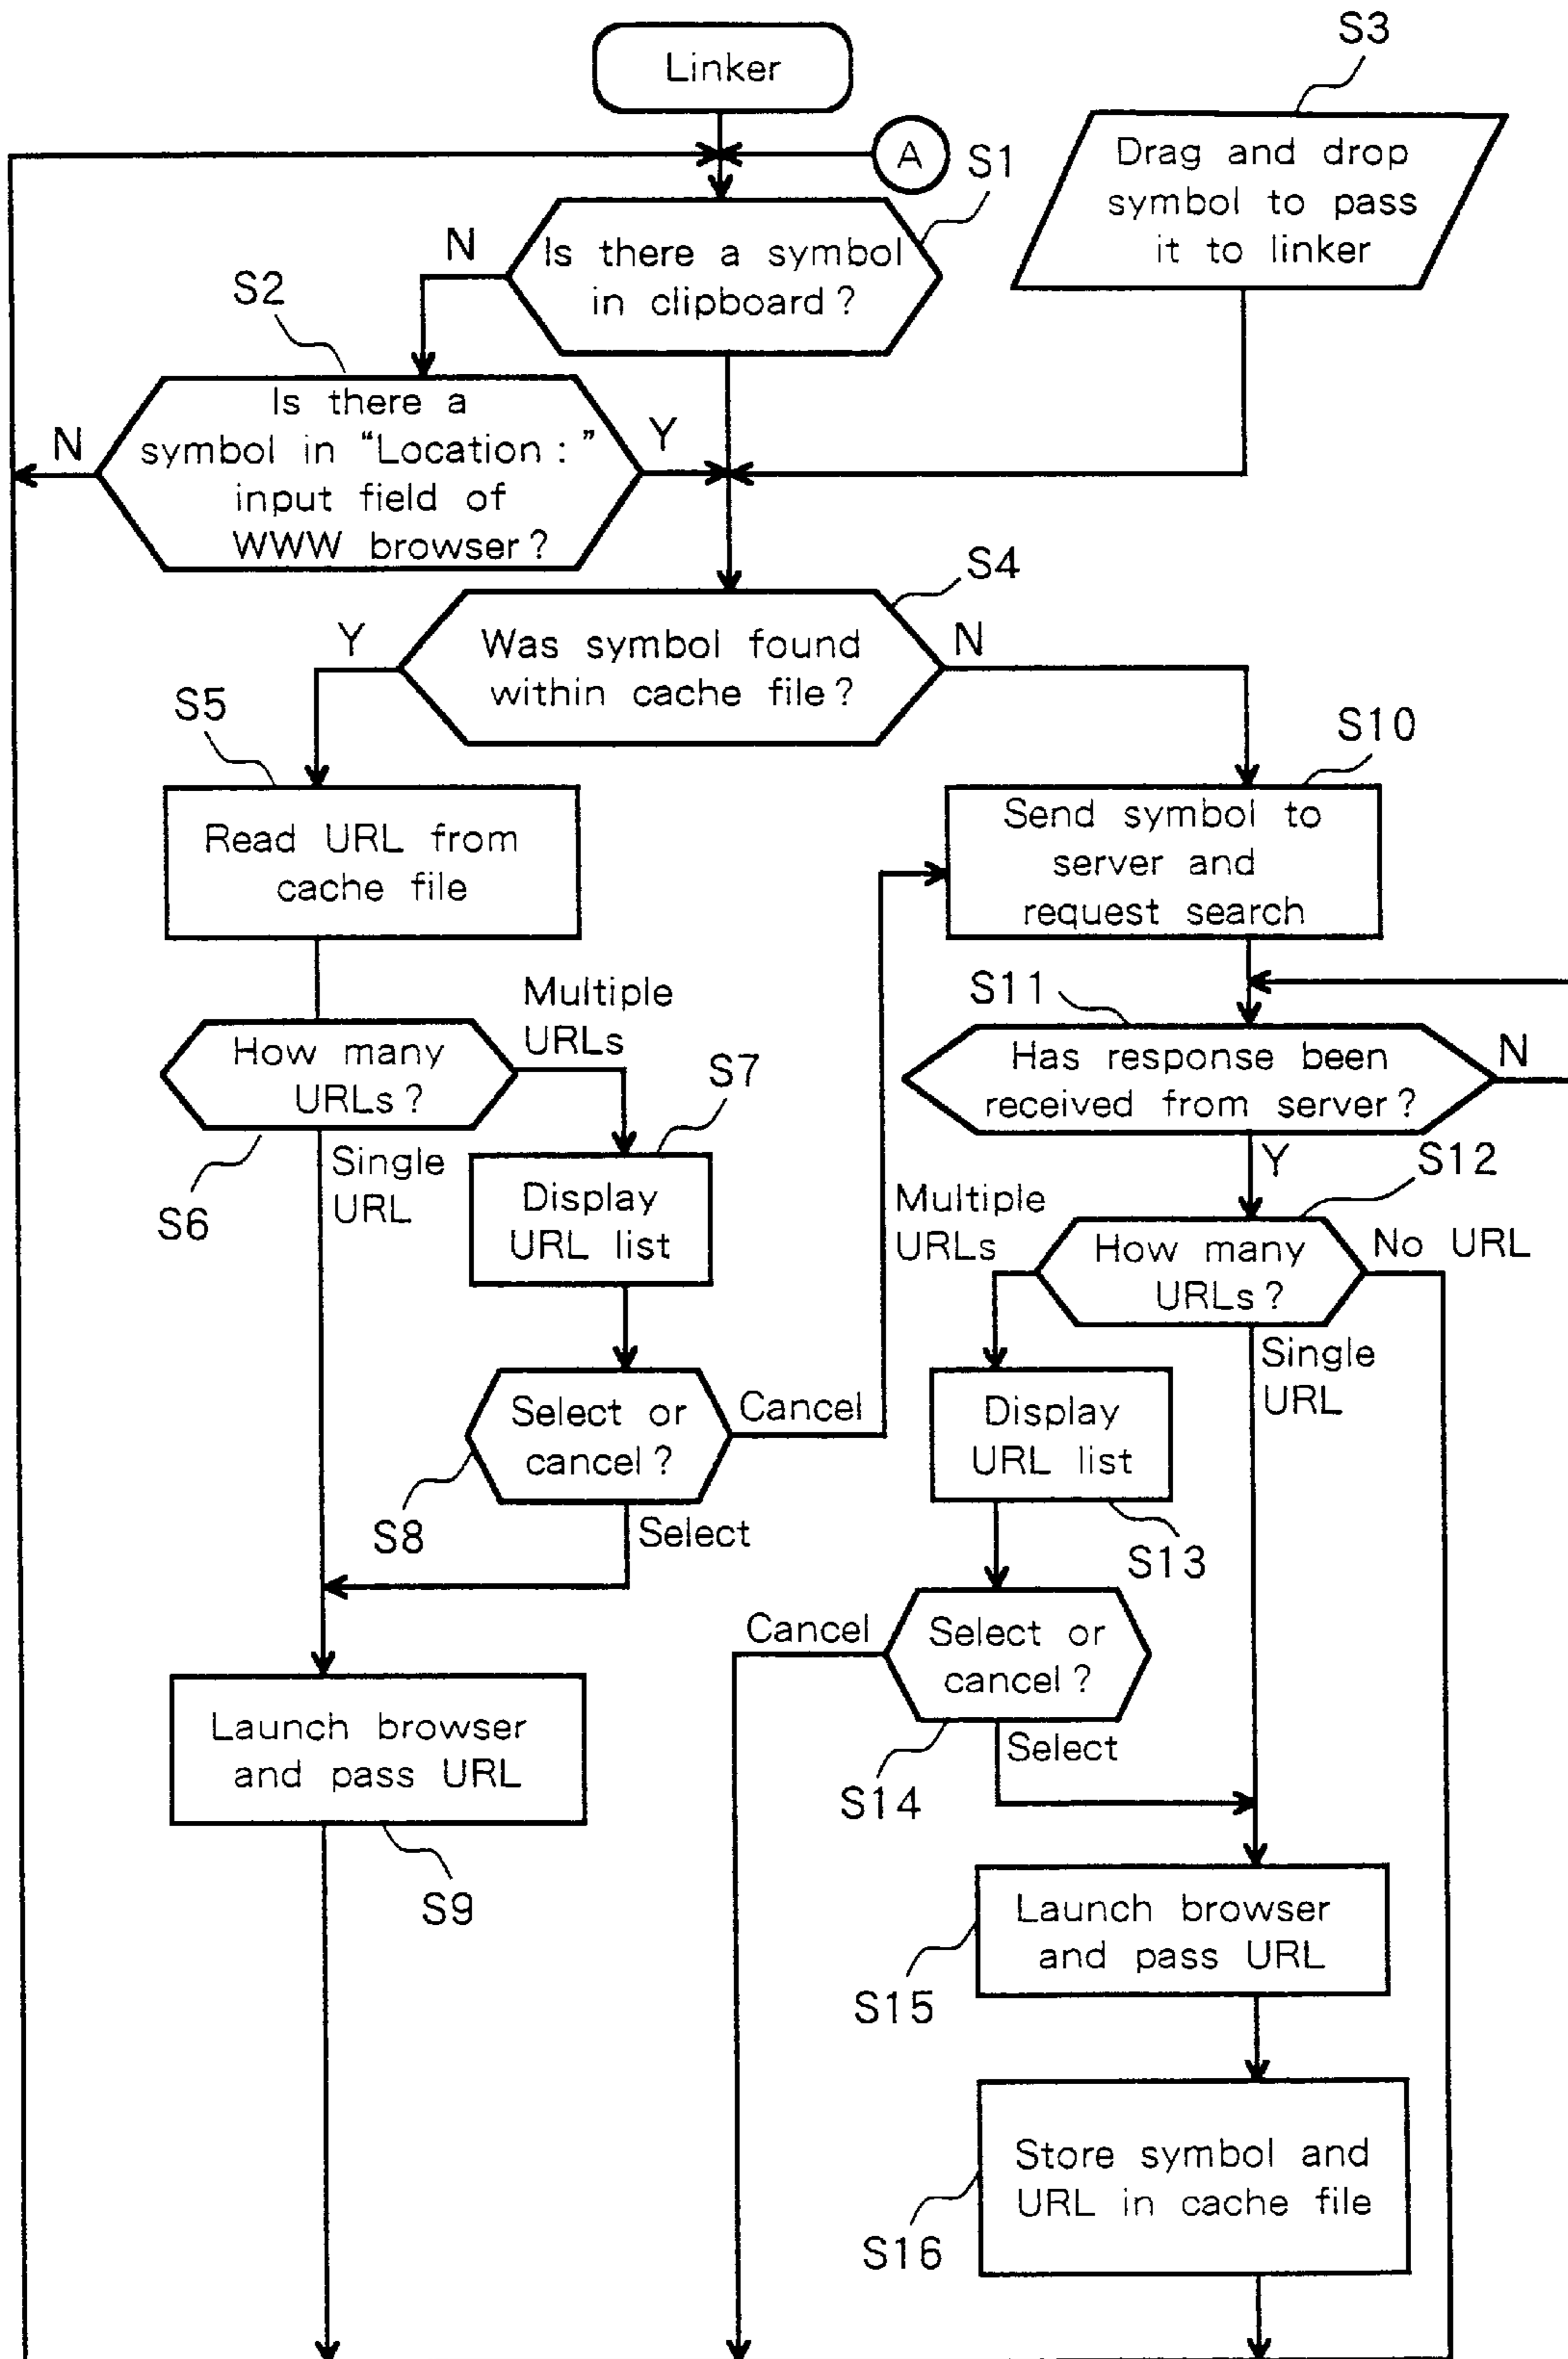 Linker
S3
A
S1
Drag and drop
symbol to pass
it to linker
N
Is there a symbol
in clipboard?
S2
Is there a
symbol in “Location:”
input field of
WWW browser?
N
Y
S4
Was symbol found
within cache file?
Y
N
S5
Read URL from
cache file
S10
Send symbol to
server and
request search
How many
URLs?
Multiple
URLs
S6
Single
URL
S7
Display
URL list
S11
Has response been
received from server?
N
Y
S12
How many
URLs?
Multiple
URLs
No URL
Single
URL
Select or
cancel?
Cancel
S8
Select
Display
URL list
S13
Select or
cancel?
Cancel
Select
S14
Launch browser
and pass URL
S9
Launch browser
and pass URL
S15
Store symbol and
URL in cache file
S16